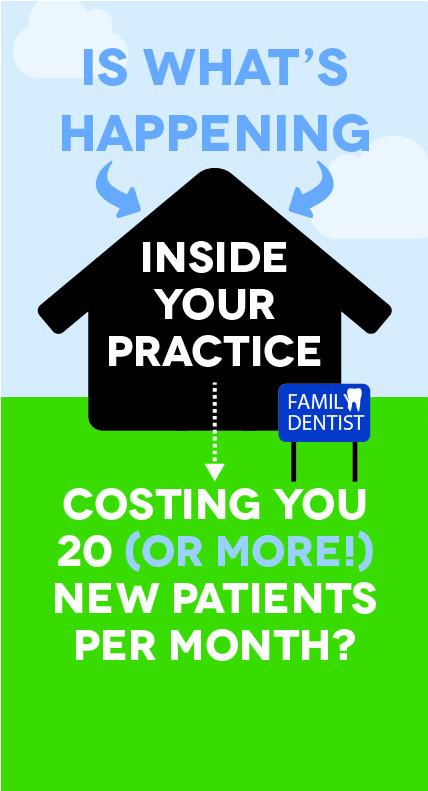 IS WHAT'S
HAPPENING
INSIDE
YOUR
PRACTICE
FAMILY
DENTIST
COSTING YOU
20 (OR MORE!)
NEW PATIENTS
PER MONTH?